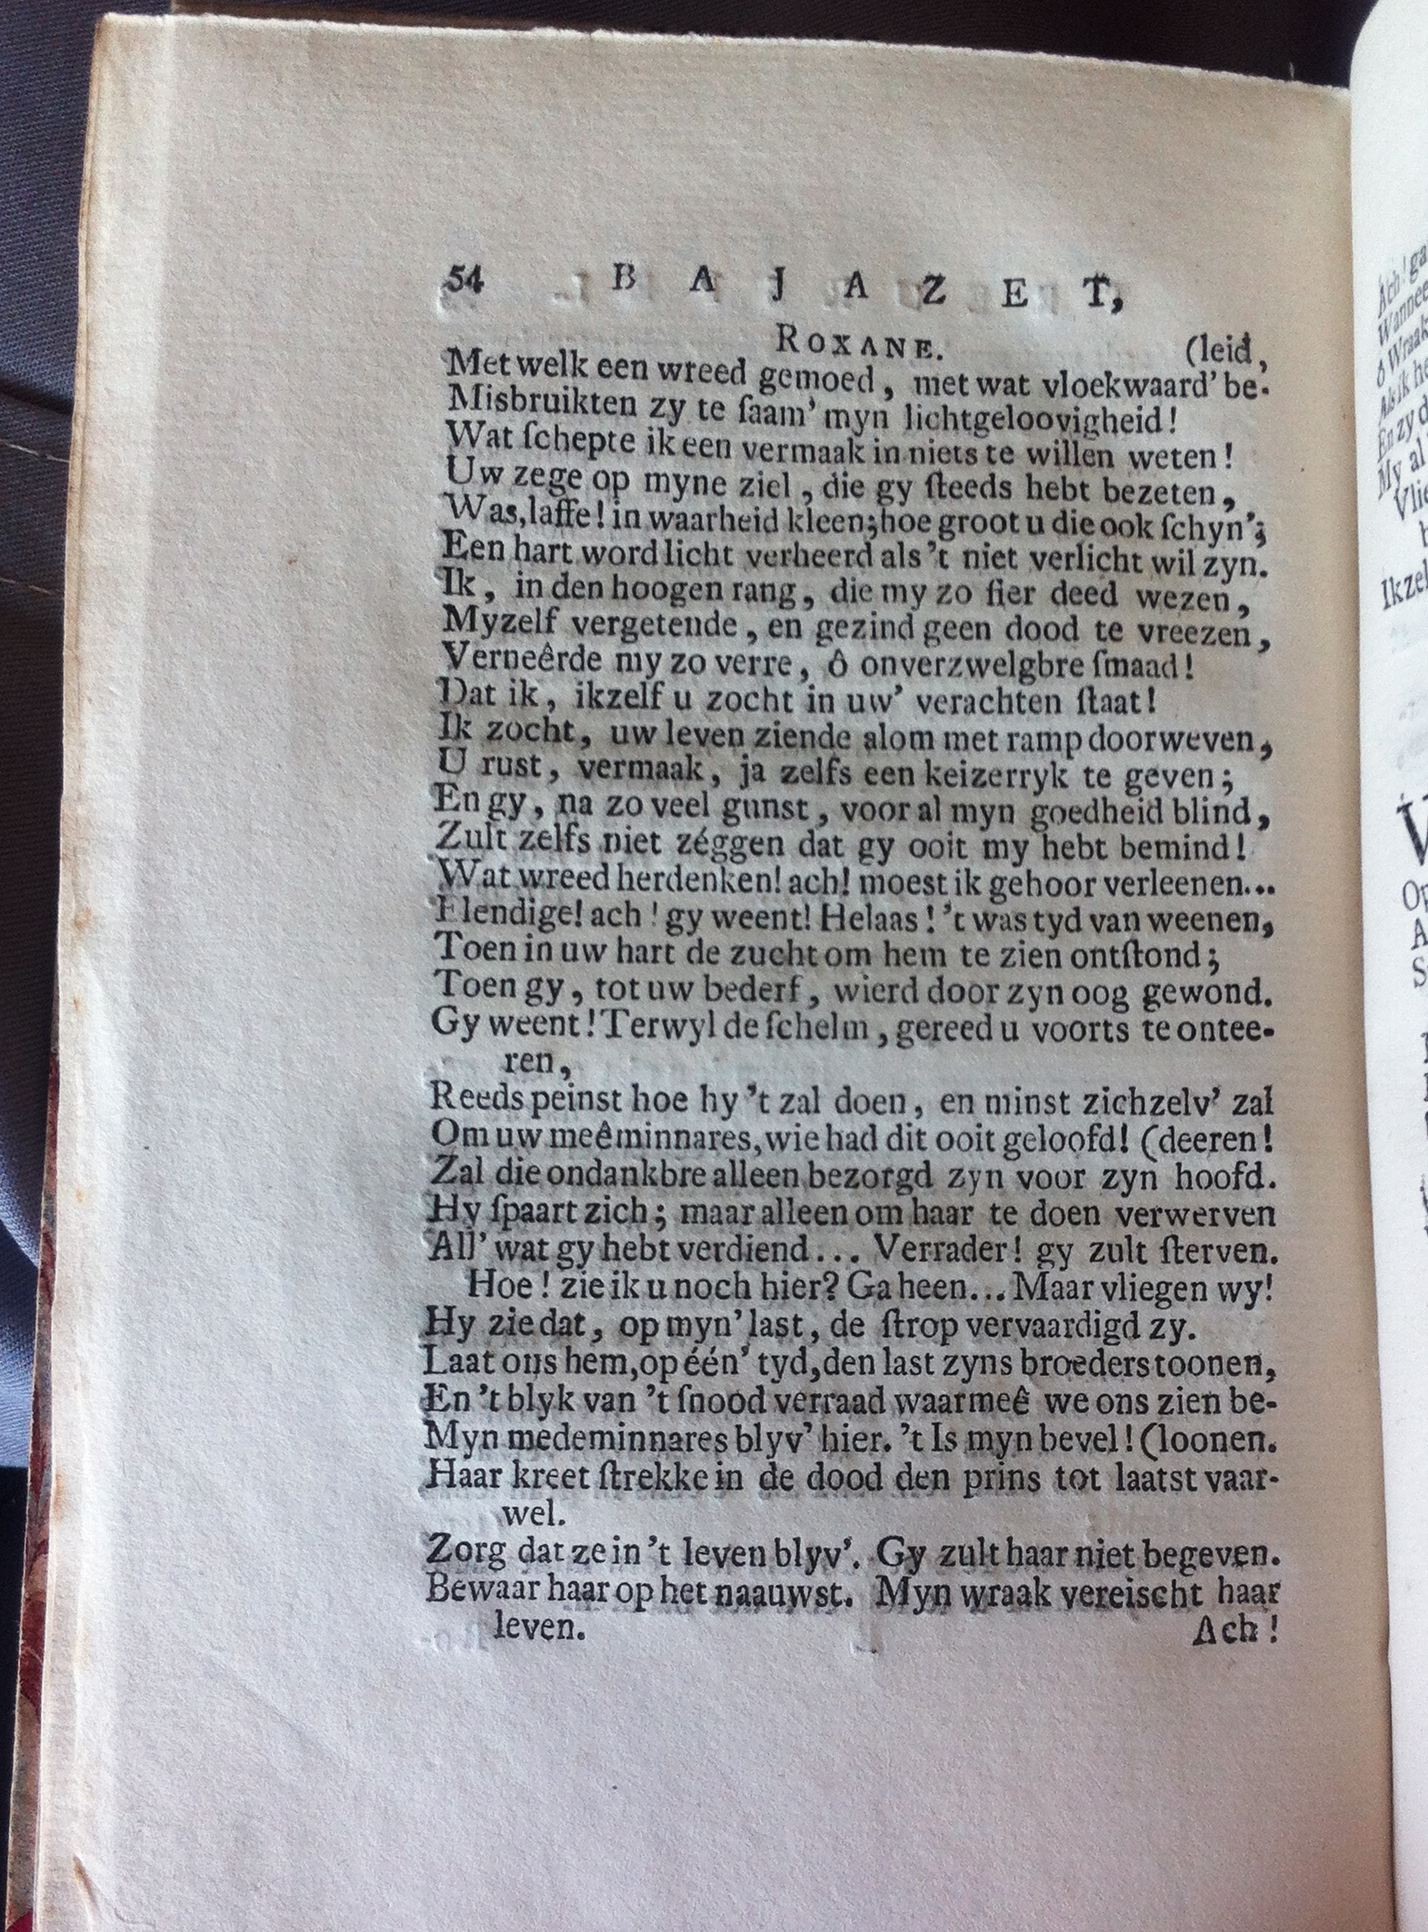 54 BAJAZET,
ROXANE. (leid,
Met welk een wreed gemoed, met wat vloekwaard' be-
Misbruikten zy te ſaam' myn lichtgeloovigheid!
Wat ſchepte ik een vermaak in niets te willen weten!
Uw zege op myne ziel, die gy ſteeds hebt bezeten,
Was, laffe! in waarheid kleen; hoe groot u die ook ſchyn';
Een hart word licht verheerd als 't niet verlicht wil zyn.
Ik, in den hoogen rang, die my zo fier deed wezen,
Myzelf vergetende, en gezind geen dood te vreezen,
Verneêrde my zo verre, ô onverzwelgbre ſmaad!
Dat ik, ikzelf u zocht in uw' verachten ſtaat!
Ik zocht, uw leven ziende alom met ramp doorweven,
U rust, vermaak, ja zelfs een keizerryk te geven;
En gy, na zo veel gunst, voor al myn goedheid blind,
Zult zelfs niet zéggen dat gy ooit my hebt bemind!
Wat wreed herdenken! ach! moest ik gehoor verleenen...
Elendige! ach! gy weent! Helaas! 't was tyd van weenen,
Toen in uw hart de zucht om hem te zien ontſtond;
Toen gy, tot uw bederf, wierd door zyn oog gewond.
Gy weent! Terwyl de ſchelm, gereed u voorts te ontee-
ren,
Reeds peinst hoe hy 't zal doen, en minst zichzelv' zal
Om uw meêminnares, wie had dit ooit geloofd! (deeren!
Zal die ondankbre alleen bezorgd zyn voor zyn hoofd.
Hy ſpaart zich; maar alleen om haar te doen verwerven
All' wat gy hebt verdiend... Verrader! gy zult ſterven.
Hoe! zie ik u noch hier? Ga heen... Maar vliegen wy!
Hy zie dat, op myn' last, de ſtrop vervaardigd zy.
Laat ons hem, op één' tyd, den last zyns broeders toonen,
En 't blyk van 't ſnood verraad waarmeê we ons zien be-
Myn medeminnares blyv' hier. 't Is myn bevel! (loonen.
Haar kreet ſtrekke in de dood den prins tot laatst vaar-
wel.
Zorg dat ze in 't leven blyv'. Gy zult haar niet begeven.
Bewaar haar op het naauwst. Myn wraak vereischt haar
leven. Ach!